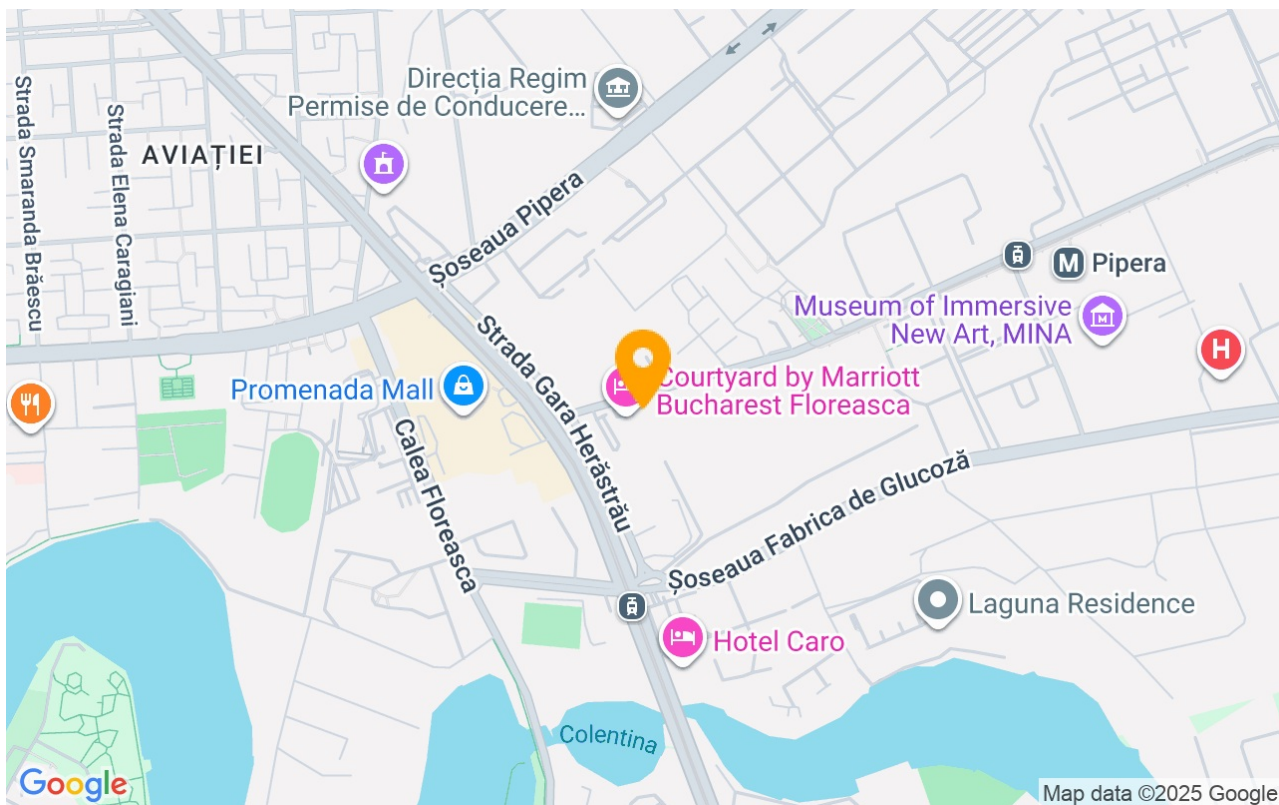 Direcția Regim
Permise de Conducere...
Strada Smaranda Brăescu
Strada Elena Caragiani
AVIAȚIEI
Șoseaua Pipera
M Pipera
Museum of Immersive
New Art, MINA
H
Strada Gara Herăstrău
Promenada Mall
Courtyard by Marriott
Bucharest Floreasca
Calea Floreasca
Șoseaua Fabrica de Glucoză
Laguna Residence
Hotel Caro
Colentina
Google
Map data ©2025 Google